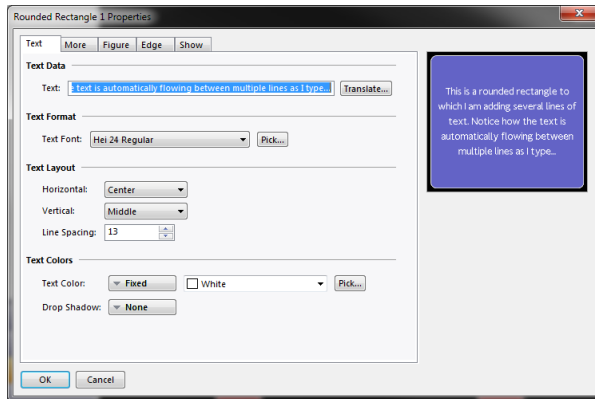 Rounded Rectangle 1 Properties
Text More Figure Edge Show
Text Data
Text: text is automatically flowing between multiple lines as I type... Translate...
Text Format
Text Font: Hei 24 Regular Pick...
Text Layout
Horizontal: Center
Vertical: Middle
Line Spacing: 13
Text Colors
Text Color: Fixed White Pick...
Drop Shadow: None
OK Cancel
This is a rounded rectangle to
which I am adding several lines of
text. Notice how the text is
automatically flowing between
multiple lines as I type...